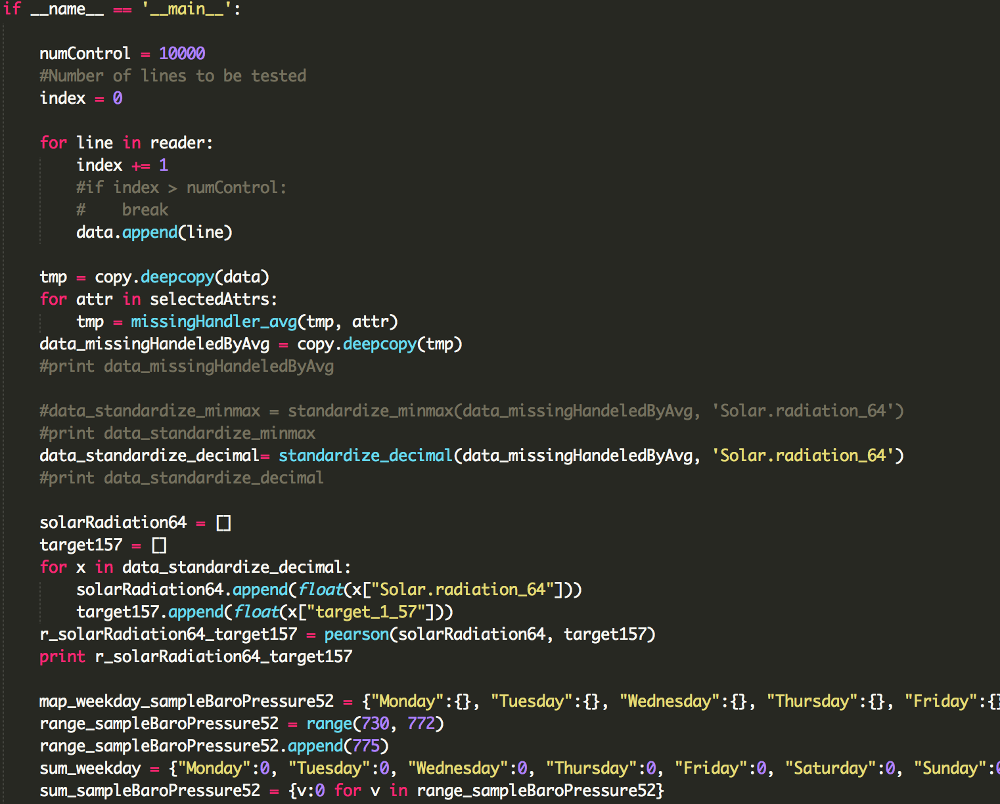 if __name__ == '__main__':
numControl = 10000
#Number of lines to be tested
index = 0
for line in reader:
index += 1
#if index > numControl:
#    break
data.append(line)
tmp = copy.deepcopy(data)
for attr in selectedAttrs:
tmp = missingHandler_avg(tmp, attr)
data_missingHandeledByAvg = copy.deepcopy(tmp)
#print data_missingHandeledByAvg
#data_standardize_minmax = standardize_minmax(data_missingHandeledByAvg, 'Solar.radiation_64')
#print data_standardize_minmax
data_standardize_decimal= standardize_decimal(data_missingHandeledByAvg, 'Solar.radiation_64')
#print data_standardize_decimal
solarRadiation64 = []
target157 = []
for x in data_standardize_decimal:
solarRadiation64.append(float(x["Solar.radiation_64"]))
target157.append(float(x["target_1_57"]))
r_solarRadiation64_target157 = pearson(solarRadiation64, target157)
print r_solarRadiation64_target157
map_weekday_sampleBaroPressure52 = {"Monday":{}, "Tuesday":{}, "Wednesday":{}, "Thursday":{}, "Friday":{}
range_sampleBaroPressure52 = range(730, 772)
range_sampleBaroPressure52.append(775)
sum_weekday = {"Monday":0, "Tuesday":0, "Wednesday":0, "Thursday":0, "Friday":0, "Saturday":0, "Sunday":0
sum_sampleBaroPressure52 = {v:0 for v in range_sampleBaroPressure52}